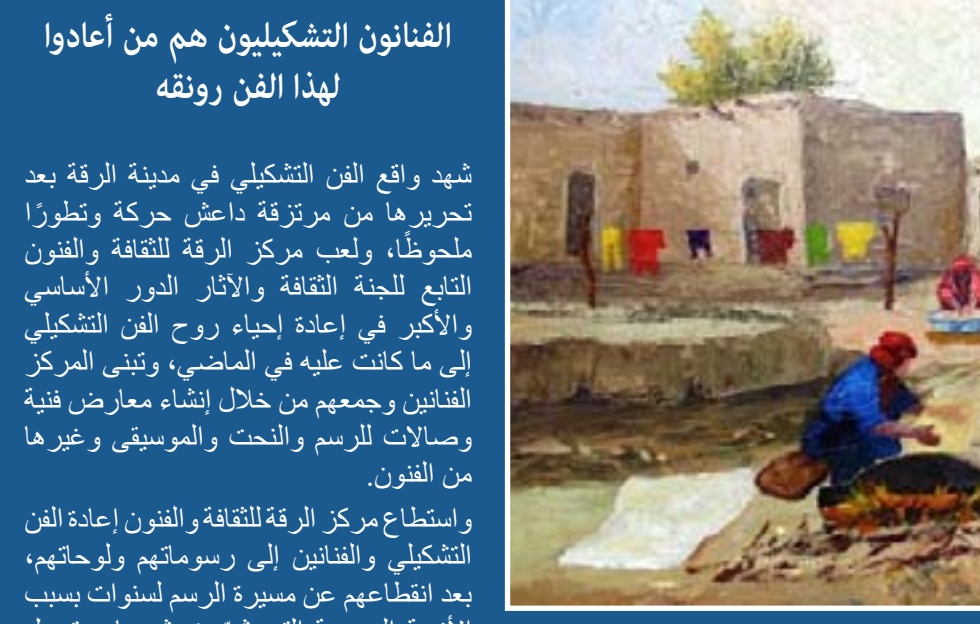 الفنانون التشكيليون هم من أعادوا
لهذا الفن رونقه
شهد واقع الفن التشكيلي في مدينة الرقة بعد
تحريرها من مرتزقة داعش حركة وتطورًا
ملحوظًا، ولعب مركز الرقة للثقافة والفنون
التابع للجنة الثقافة والآثار الدور الأساسي
والأكبر في إعادة إحياء روح الفن التشكيلي
إلى ما كانت عليه في الماضي، وتبنى المركز
الفنانين وجمعهم من خلال إنشاء معارض فنية
وصالات للرسم والنحت والموسيقى وغيرها
من الفنون.
واستطاع مركز الرقة للثقافة والفنون إعادة الفن
التشكيلي والفنانين إلى رسوماتهم ولوحاتهم،
بعد انقطاعهم عن مسيرة الرسم لسنوات بسبب